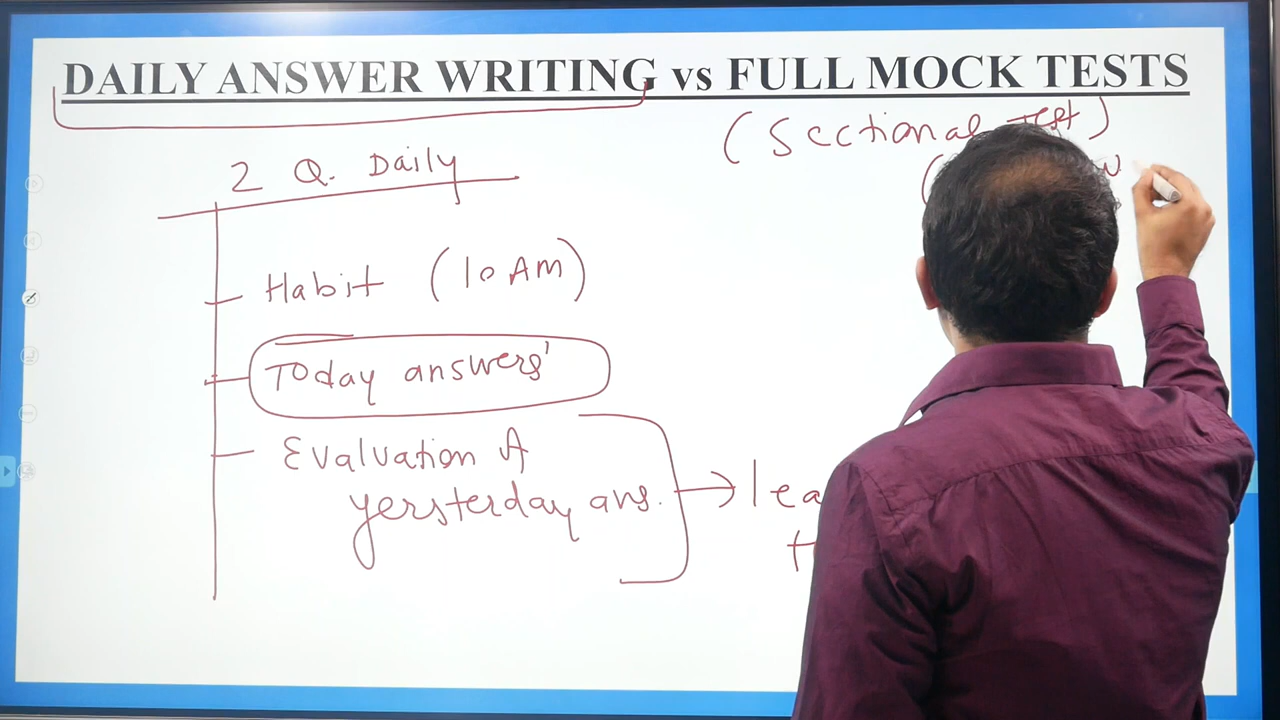 DAILY ANSWER WRITING vs FULL MOCK TESTS
(Sectional Test)
2 Q. Daily
Habit (10 AM)
Today answers'
Evaluation of
yersterday ans.